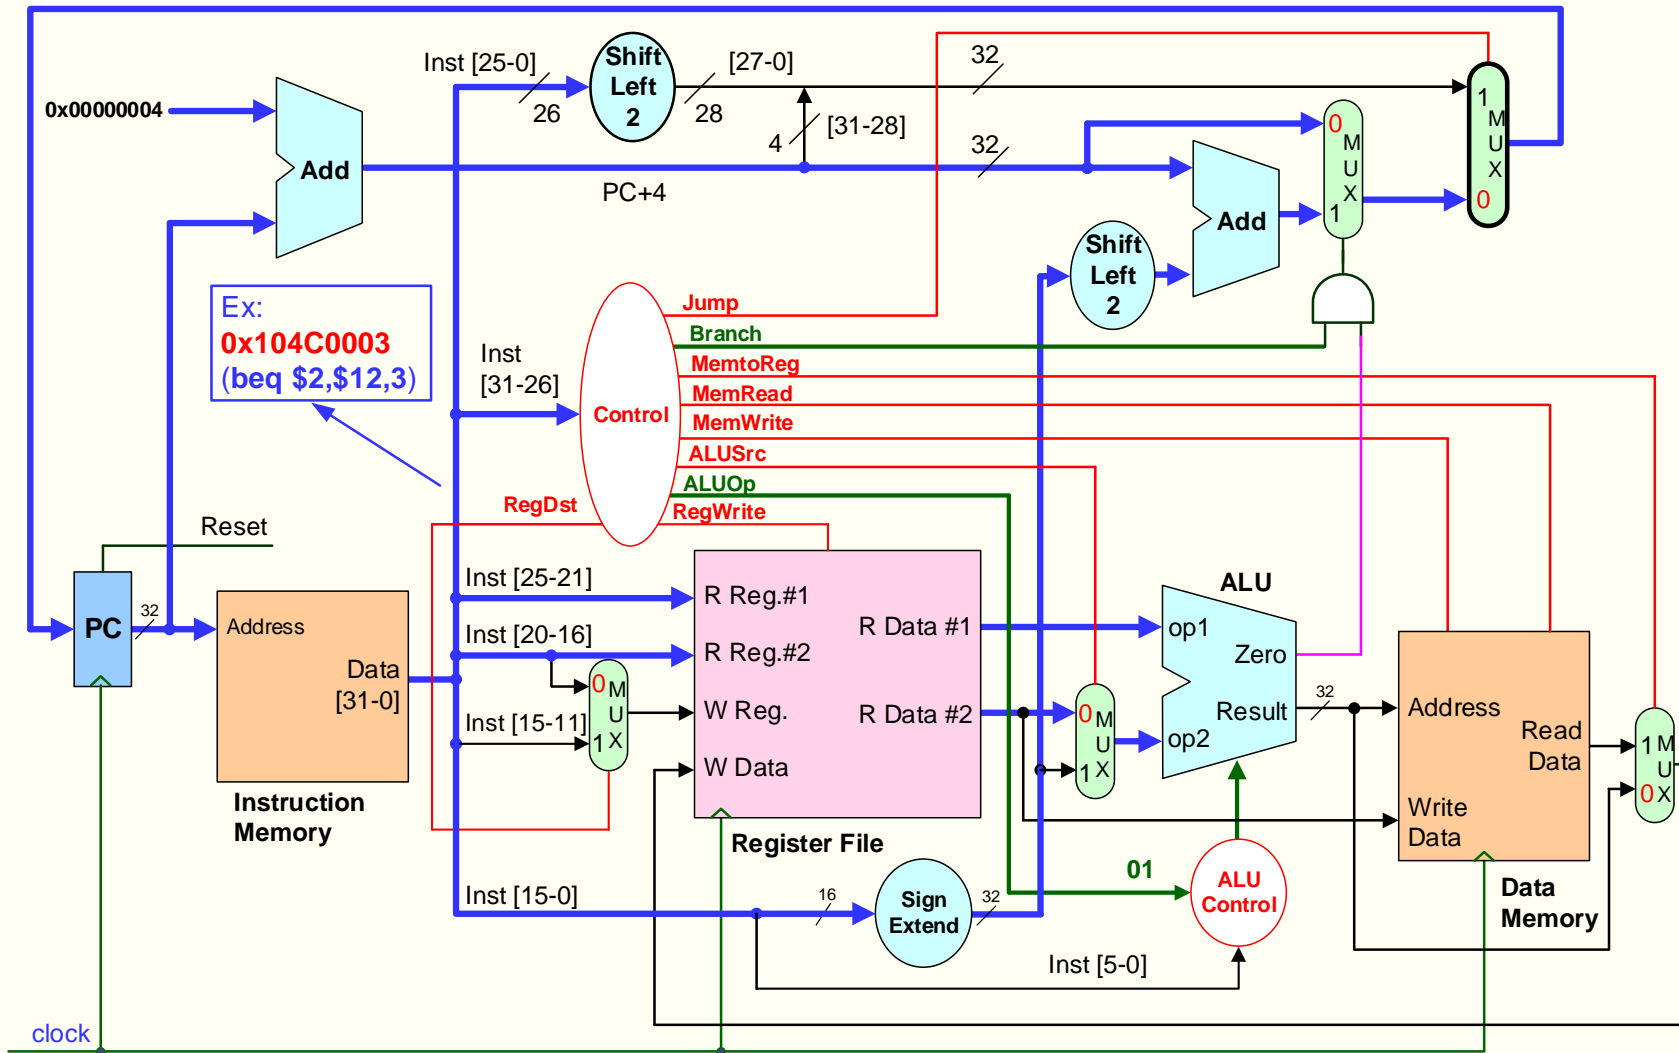 Inst [25-0]
Shift
Left
2
[27-0]
32
1
M
U
X
0
0x00000004
26
28
4
[31-28]
0
M
U
X
1
Add
32
PC+4
Add
Shift
Left
2
Ex:
0x104C0003
(beq $2,$12,3)
Inst
[31-26]
Control
Jump
Branch
MemtoReg
MemRead
MemWrite
ALUSrc
ALUOp
RegDst
RegWrite
Reset
PC
32
Address
Data
[31-0]
Instruction
Memory
Inst [25-21]
Inst [20-16]
Inst [15-11]
0
M
U
1
X
R Reg.#1
R Reg.#2
W Reg.
W Data
R Data #1
R Data #2
Register File
0
M
U
1
X
ALU
op1
Zero
Result
op2
32
Address
Read
Data
Write
Data
1
M
U
0
X
Data
Memory
Inst [15-0]
16
Sign
Extend
32
01
ALU
Control
Inst [5-0]
clock